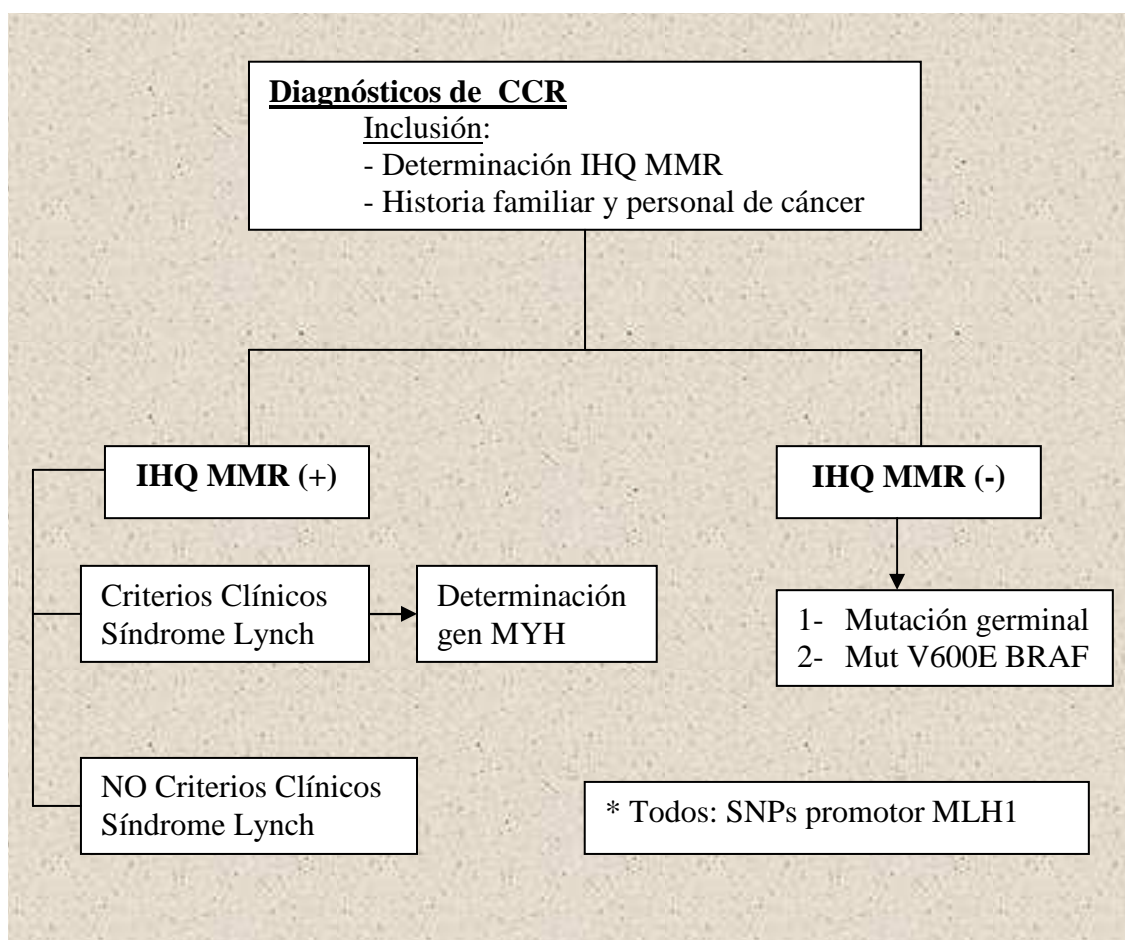 Diagnósticos de CCR
Inclusión:
- Determinación IHQ MMR
- Historia familiar y personal de cáncer
IHQ MMR (+)
IHQ MMR (-)
Criterios Clínicos
Síndrome Lynch
Determinación
gen MYH
1- Mutación germinal
2- Mut V600E BRAF
NO Criterios Clínicos
Síndrome Lynch
* Todos: SNPs promotor MLH1